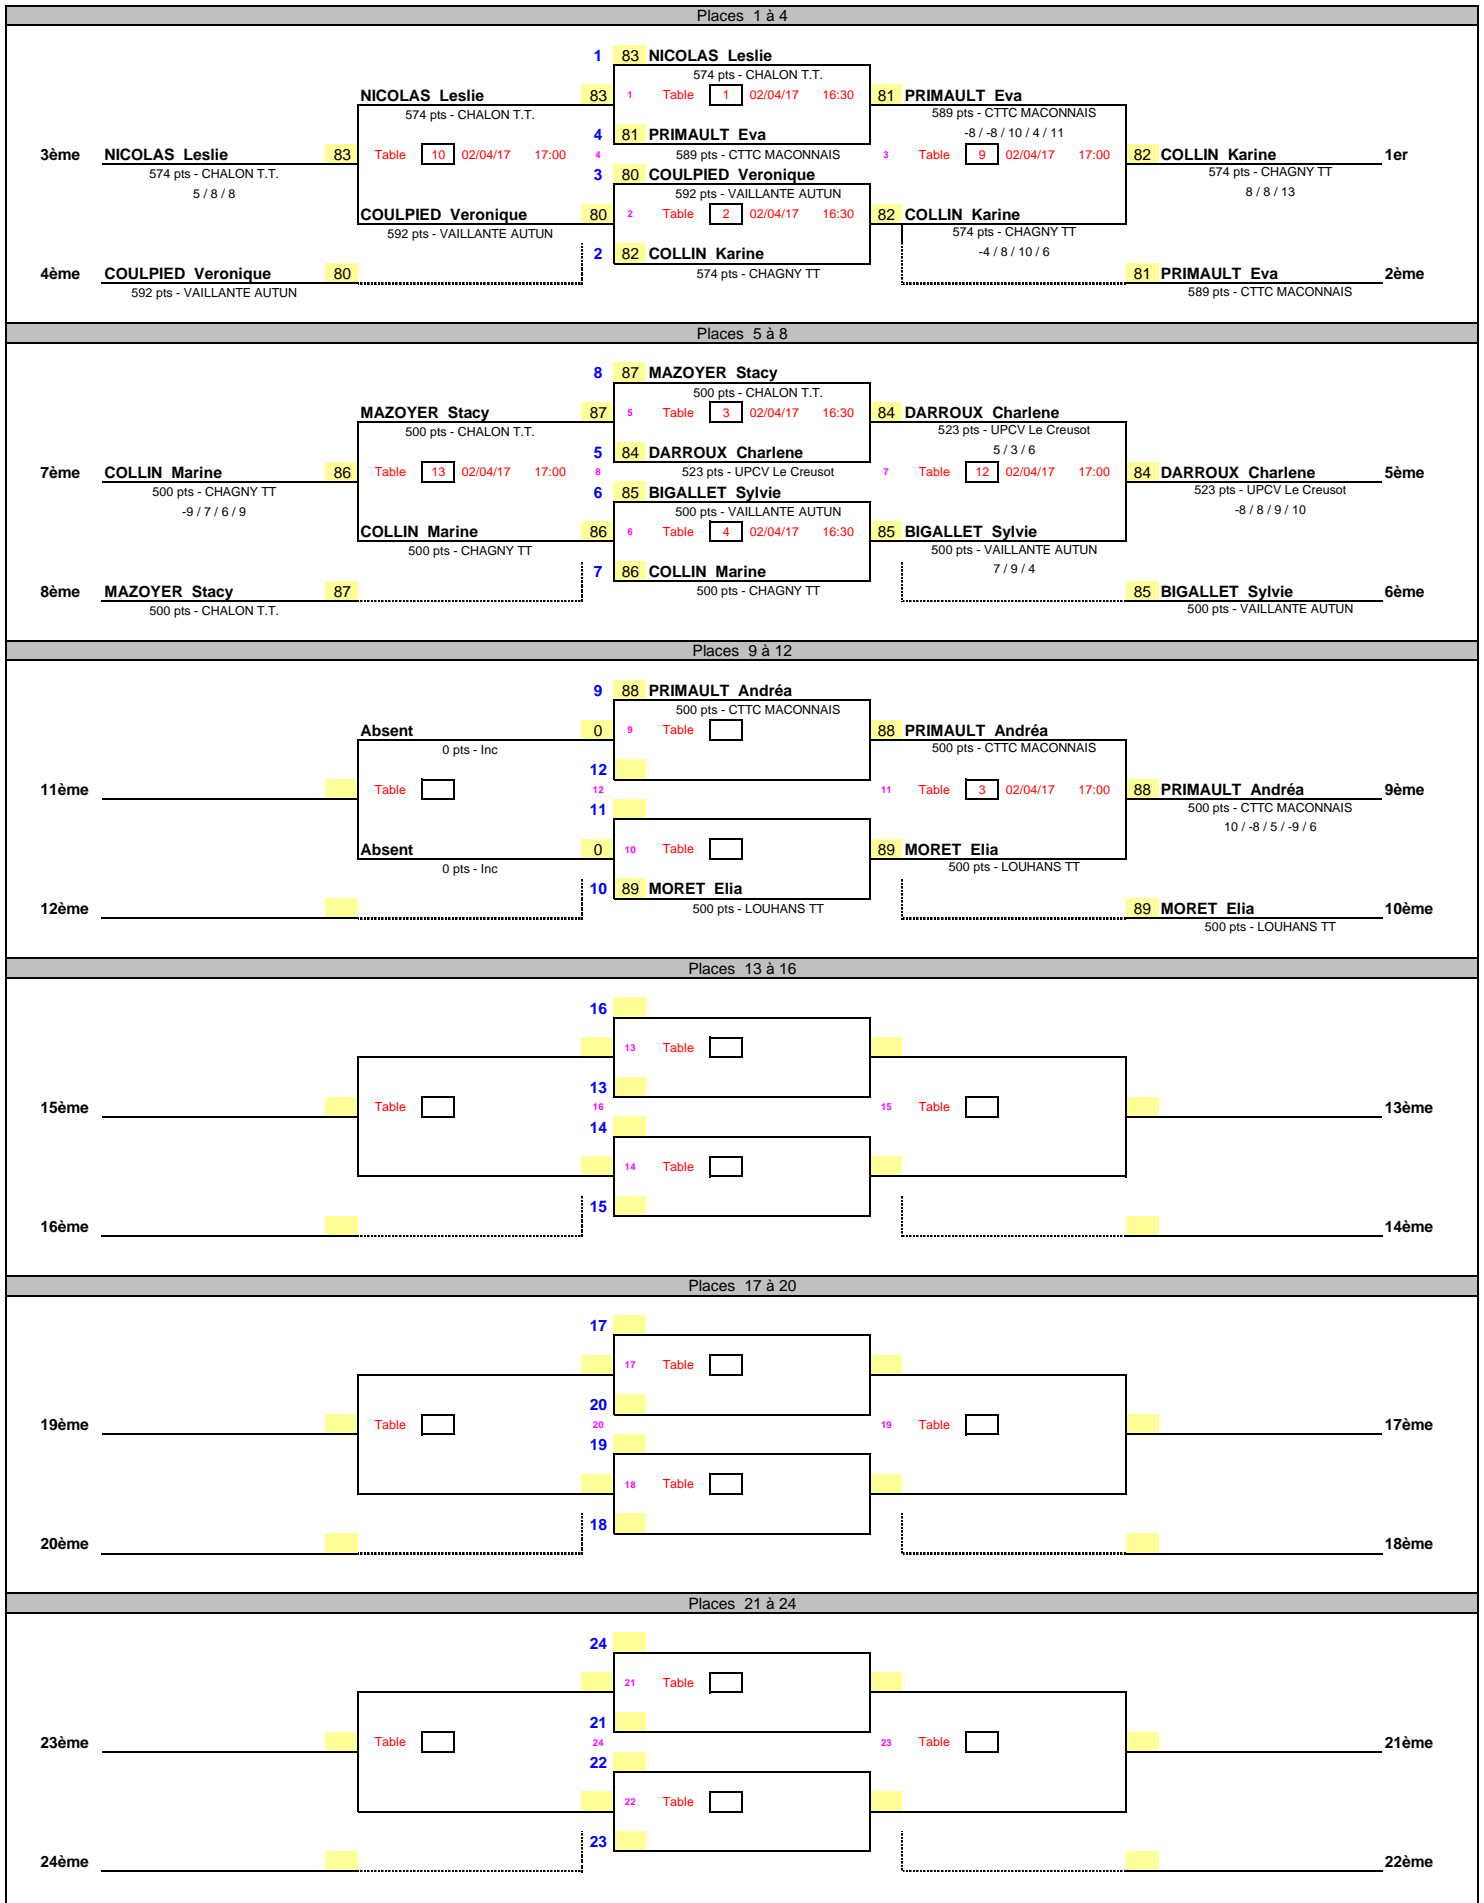 Places 1 à 4
1 83 NICOLAS Leslie
574 pts - CHALON T.T.
NICOLAS Leslie 83 1 Table 1 02/04/17 16:30 81 PRIMAULT Eva
574 pts - CHALON T.T. 589 pts - CTTC MACONNAIS
4 81 PRIMAULT Eva -8 / -8 / 10 / 4 / 11
3ème NICOLAS Leslie 83 Table 10 02/04/17 17:00 4 589 pts - CTTC MACONNAIS 3 Table 9 02/04/17 17:00 82 COLLIN Karine 1er
574 pts - CHALON T.T. 3 80 COULPIED Veronique 574 pts - CHAGNY TT
5 / 8 / 8 592 pts - VAILLANTE AUTUN 8 / 8 / 13
COULPIED Veronique 80 2 Table 2 02/04/17 16:30 82 COLLIN Karine
592 pts - VAILLANTE AUTUN 574 pts - CHAGNY TT
2 82 COLLIN Karine -4 / 8 / 10 / 6
4ème COULPIED Veronique 80 574 pts - CHAGNY TT 81 PRIMAULT Eva 2ème
592 pts - VAILLANTE AUTUN 589 pts - CTTC MACONNAIS
Places 5 à 8
8 87 MAZOYER Stacy
500 pts - CHALON T.T.
MAZOYER Stacy 87 5 Table 3 02/04/17 16:30 84 DARROUX Charlene
500 pts - CHALON T.T. 523 pts - UPCV Le Creusot
5 84 DARROUX Charlene 5 / 3 / 6
7ème COLLIN Marine 86 Table 13 02/04/17 17:00 8 523 pts - UPCV Le Creusot 7 Table 12 02/04/17 17:00 84 DARROUX Charlene 5ème
500 pts - CHAGNY TT 6 85 BIGALLET Sylvie 523 pts - UPCV Le Creusot
-9 / 7 / 6 / 9 500 pts - VAILLANTE AUTUN -8 / 8 / 9 / 10
COLLIN Marine 86 6 Table 4 02/04/17 16:30 85 BIGALLET Sylvie
500 pts - CHAGNY TT 500 pts - VAILLANTE AUTUN
7 86 COLLIN Marine 7 / 9 / 4
8ème MAZOYER Stacy 87 500 pts - CHAGNY TT 85 BIGALLET Sylvie 6ème
500 pts - CHALON T.T. 500 pts - VAILLANTE AUTUN
Places 9 à 12
9 88 PRIMAULT Andréa
500 pts - CTTC MACONNAIS
Absent 0 9 Table 88 PRIMAULT Andréa
0 pts - Inc 500 pts - CTTC MACONNAIS
12
11ème Table 12 11 Table 3 02/04/17 17:00 88 PRIMAULT Andréa 9ème
11 500 pts - CTTC MACONNAIS
10 / -8 / 5 / -9 / 6
Absent 0 10 Table 89 MORET Elia
0 pts - Inc 500 pts - LOUHANS TT
10 89 MORET Elia
12ème 500 pts - LOUHANS TT 89 MORET Elia 10ème
500 pts - LOUHANS TT
Places 13 à 16
16
13 Table
13
15ème Table 16 15 Table 13ème
14
14 Table
15
16ème 14ème
Places 17 à 20
17
17 Table
20
19ème Table 20 19 Table 17ème
19
18 Table
18
20ème 18ème
Places 21 à 24
24
21 Table
21
23ème Table 24 23 Table 21ème
22
22 Table
23
24ème 22ème